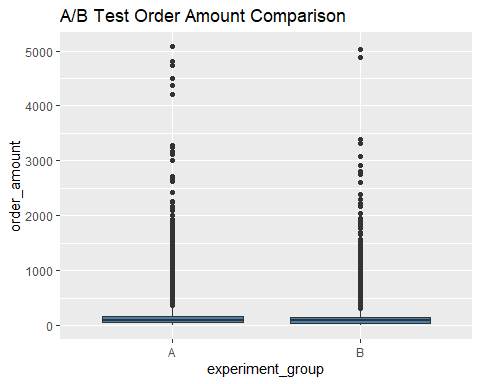 A/B Test Order Amount Comparison
5000
4000
3000
2000
1000
0
order_amount
A
B
experiment_group